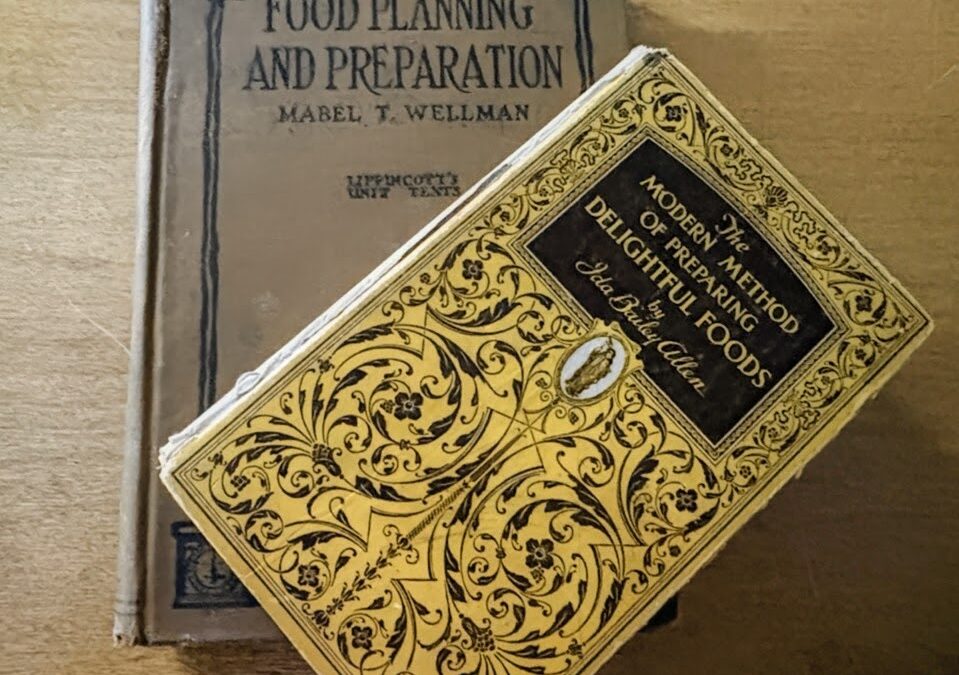 FOOD PLANNING
AND PREPARATION
MABEL T. WELLMAN
LIPPINCOTT'S
UNIT TEXTS
The
MODERN METHOD
OF PREPARING
DELIGHTFUL FOODS
by
Ida Bailey Allen